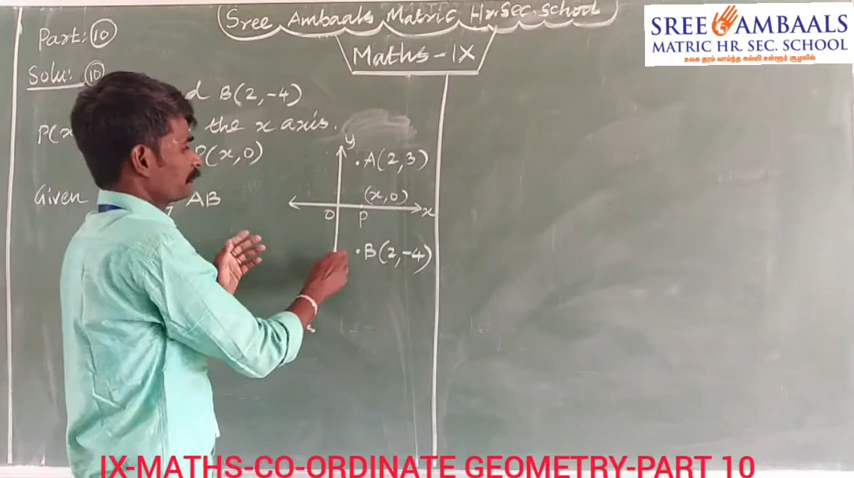 Sree Ambaals Matric Hr.Sec.school
Part: 10
Maths-IX
Solu: 10
B(2,-4)
the x axis.
P(x,0)
Given
AB
y
A(2,3)
(x,0)
O
P
x
B(2,-4)
SREE AMBAALS
MATRIC HR. SEC. SCHOOL
IX-MATHS-CO-ORDINATE GEOMETRY-PART 10